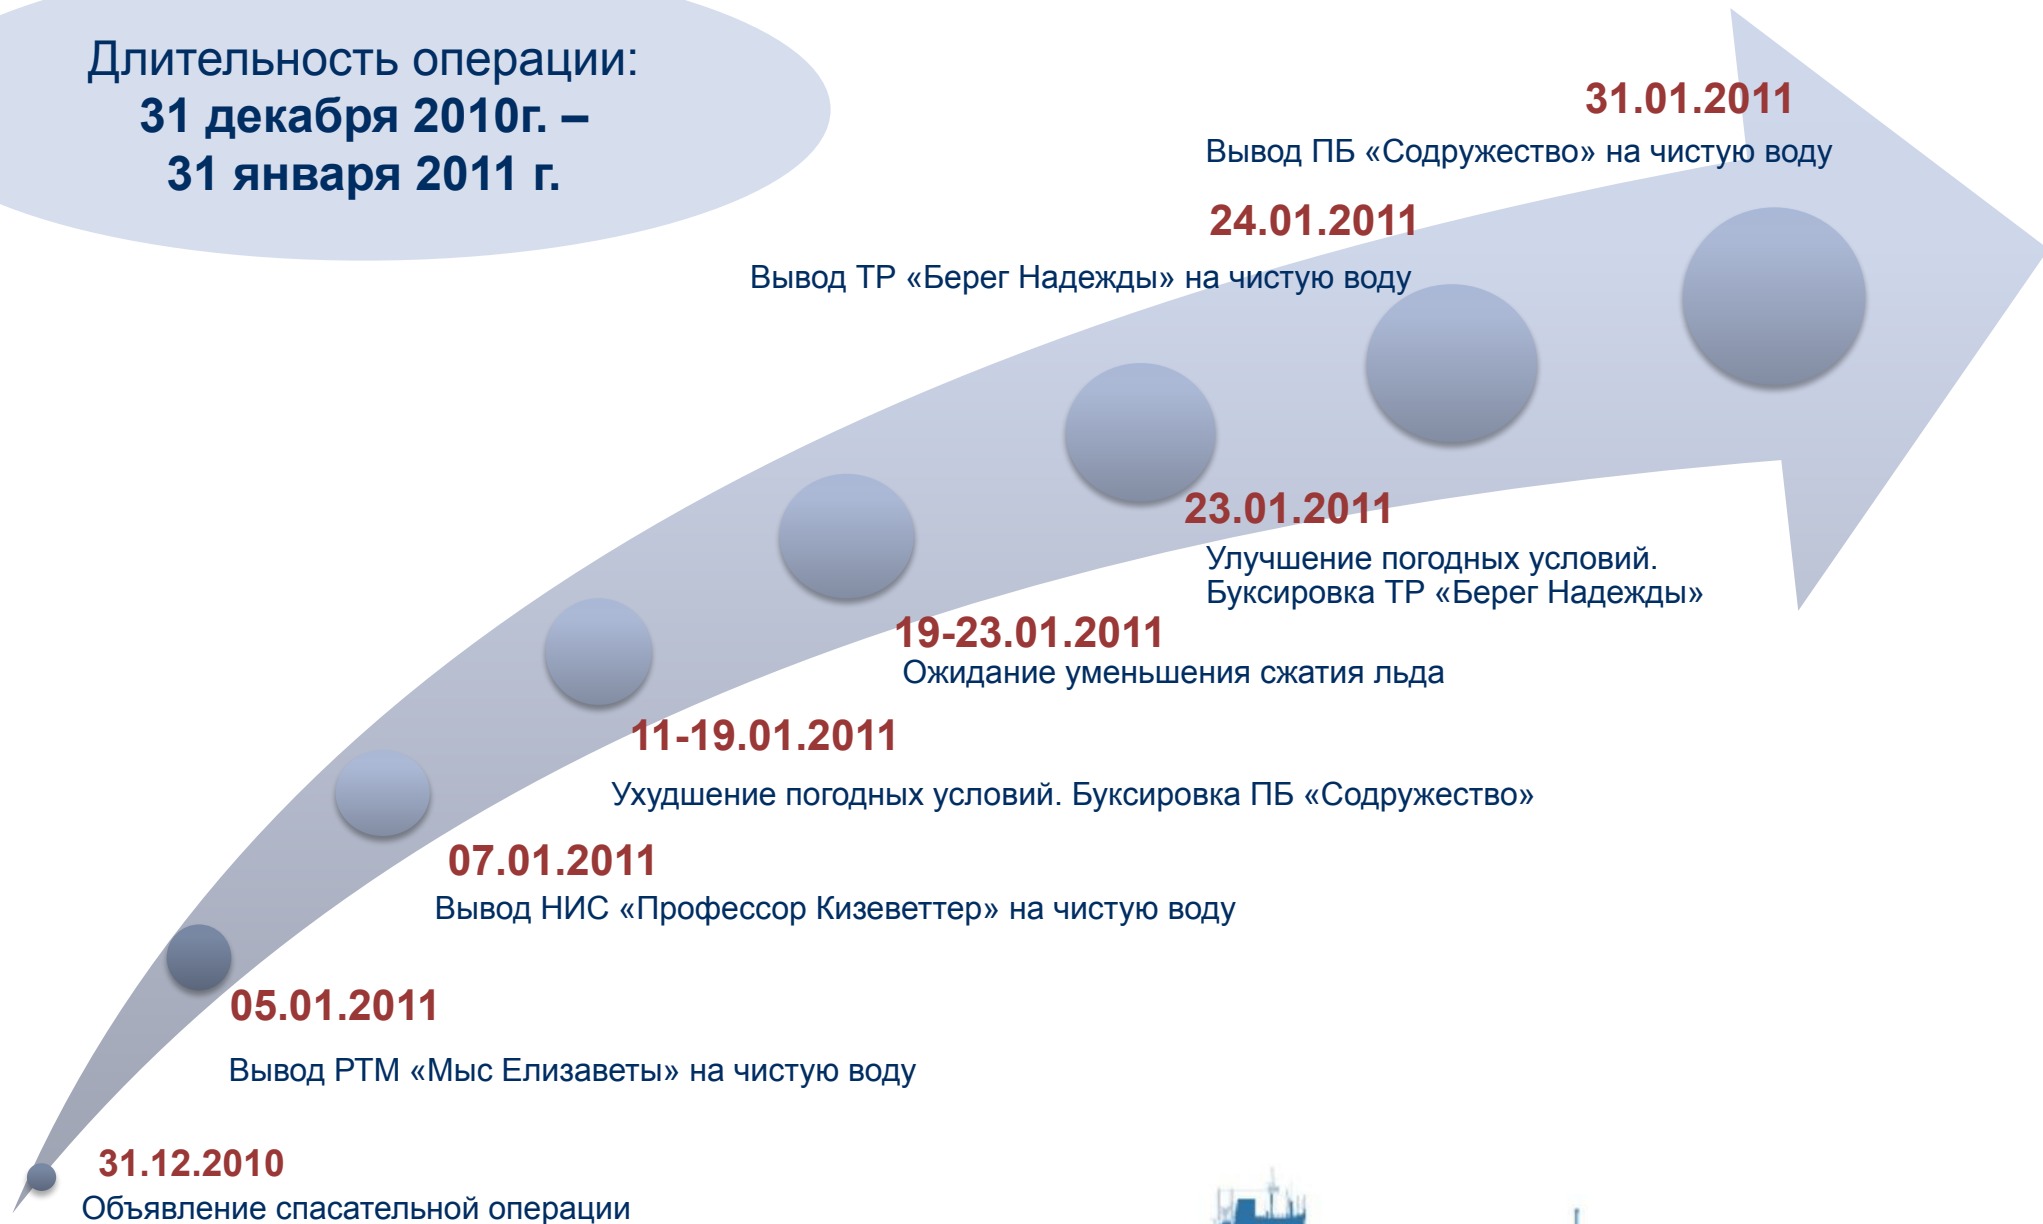 Длительность операции:
31 декабря 2010г. –
31 января 2011 г.
31.01.2011
Вывод ПБ «Содружество» на чистую воду
24.01.2011
Вывод ТР «Берег Надежды» на чистую воду
23.01.2011
Улучшение погодных условий.
Буксировка ТР «Берег Надежды»
19-23.01.2011
Ожидание уменьшения сжатия льда
11-19.01.2011
Ухудшение погодных условий. Буксировка ПБ «Содружество»
07.01.2011
Вывод НИС «Профессор Кизеветтер» на чистую воду
05.01.2011
Вывод РТМ «Мыс Елизаветы» на чистую воду
31.12.2010
Объявление спасательной операции